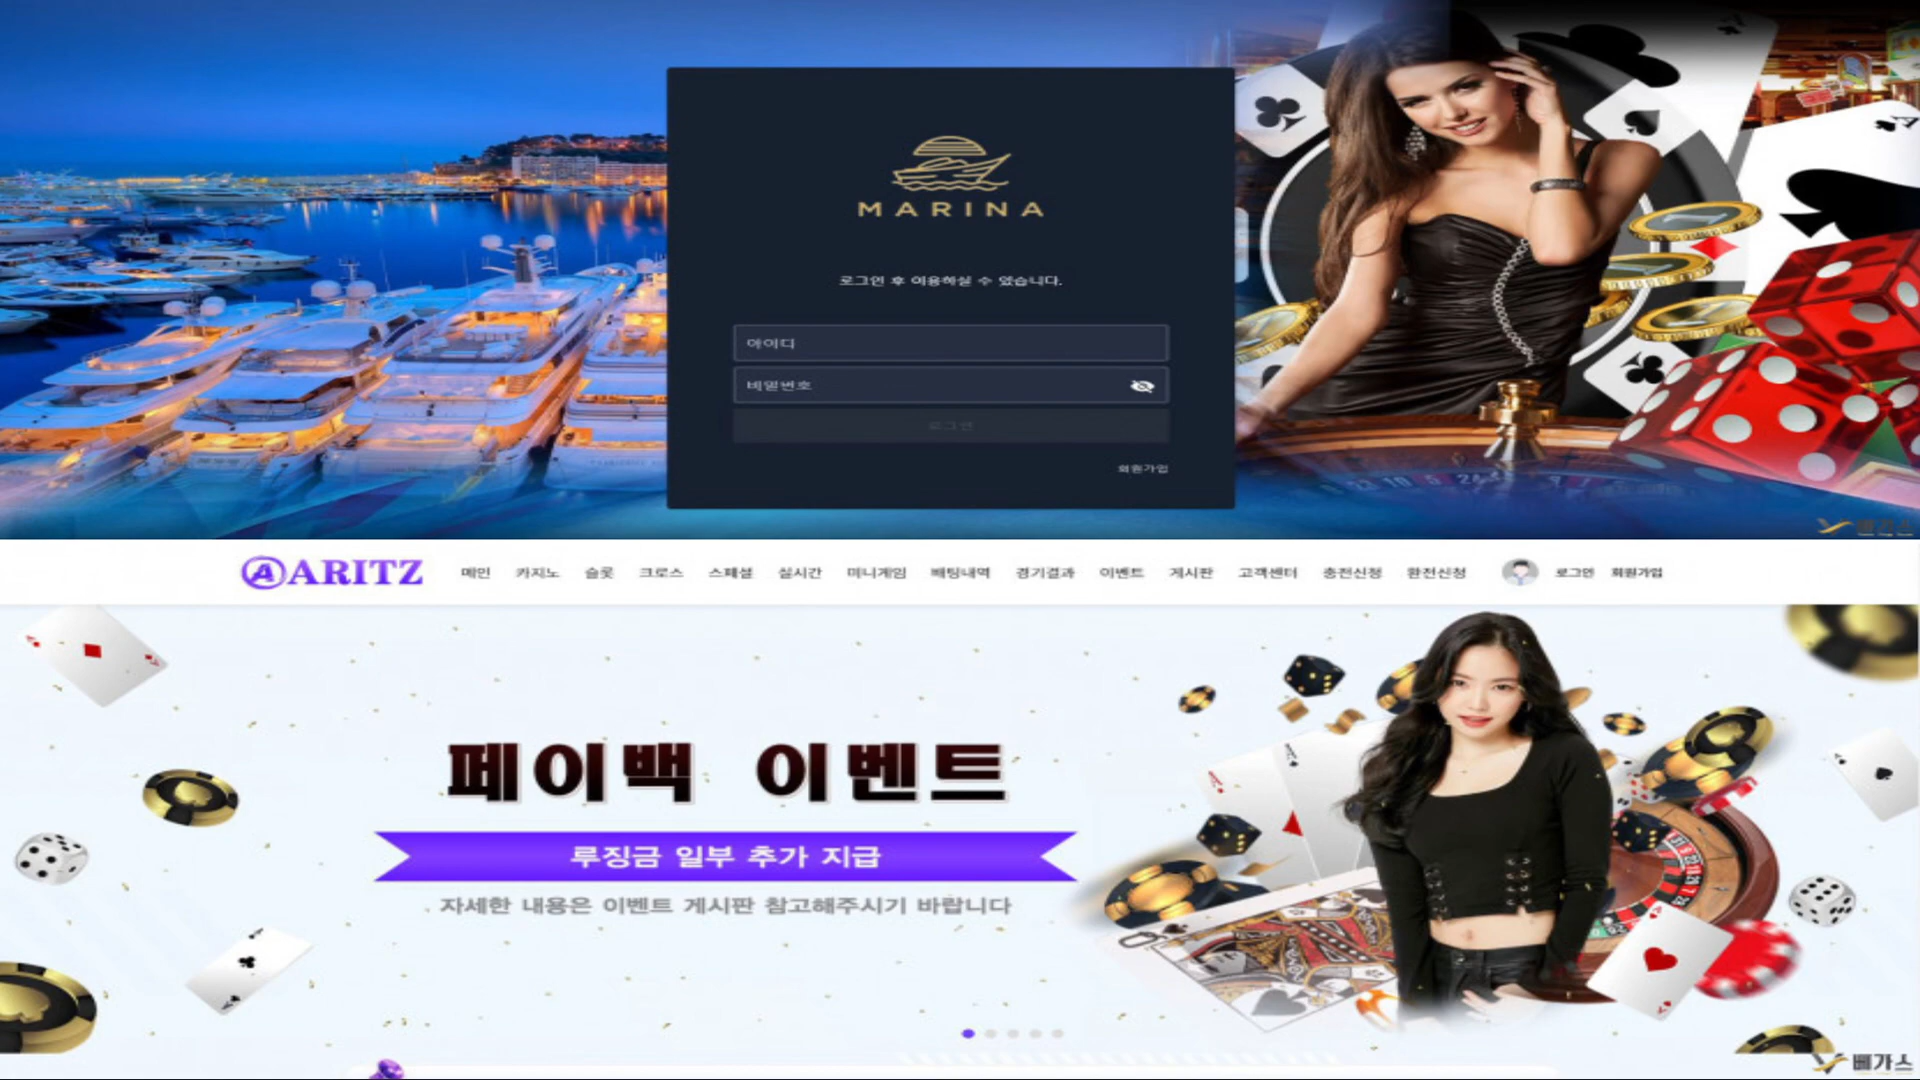 MARINA
로그인 후 이용하실 수 있습니다.
아이디
비밀번호
로그인
회원가입
베가스
ARITZ 메인 카지노 슬롯 크로스 스페셜 실시간 미니게임 배팅내역 경기결과 이벤트 게시판 고객센터 충전신청 환전신청 로그인 회원가입
페이백 이벤트
루징금 일부 추가 지급
. 자세한 내용은 이벤트 게시판 참고해주시기 바랍니다
베가스